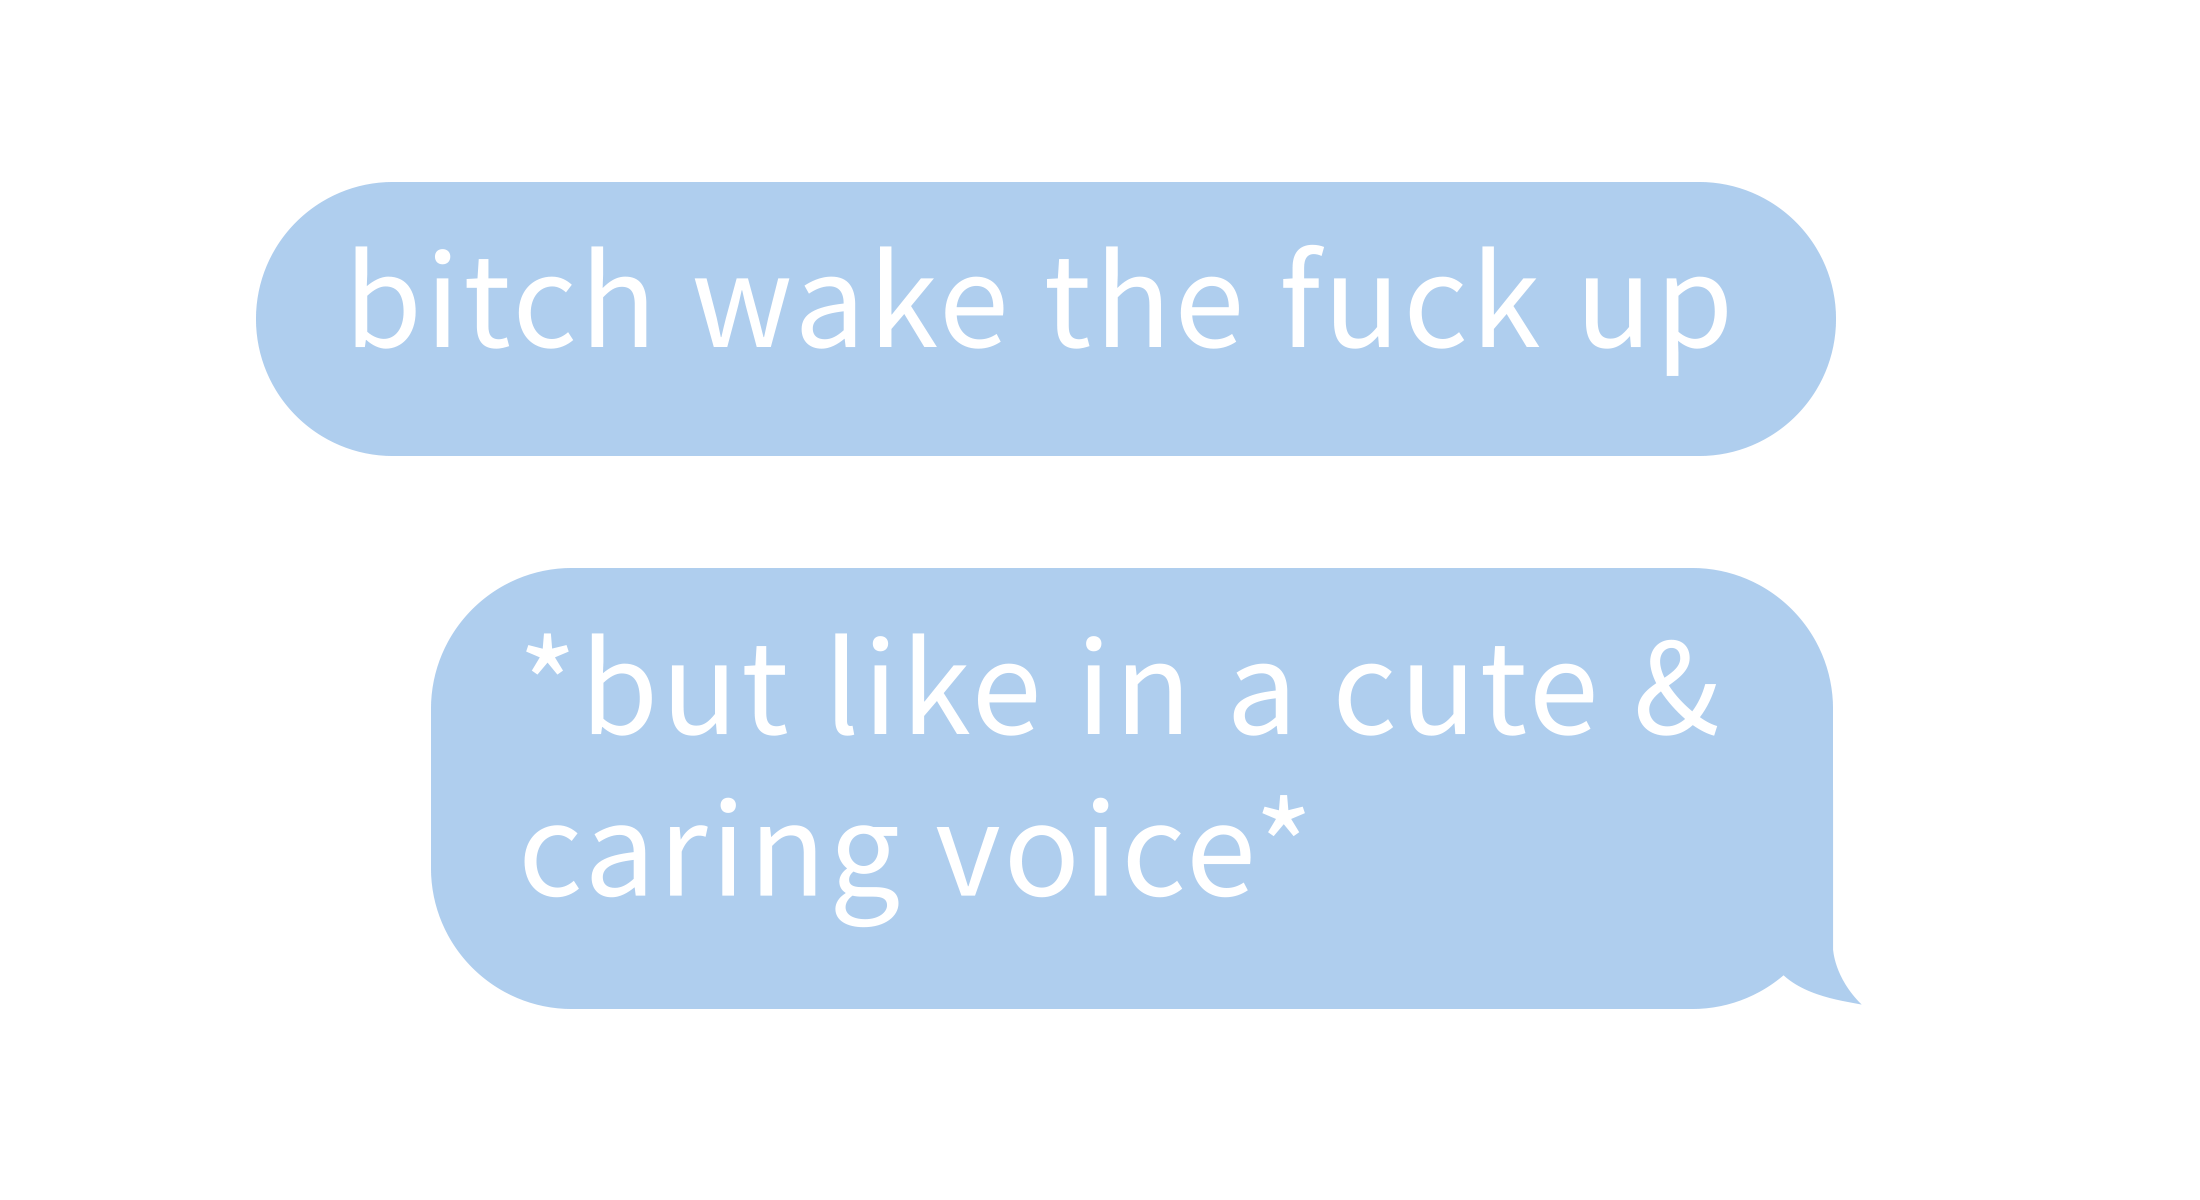 bitch wake the fuck up
*but like in a cute &
caring voice*